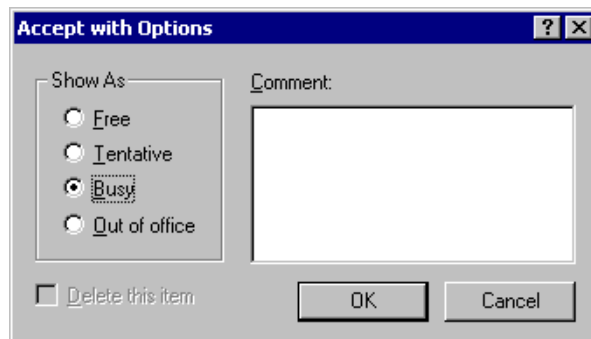 Accept with Options
Show As
Comment:
Free
Tentative
Busy
Out of office
Delete this item
OK
Cancel